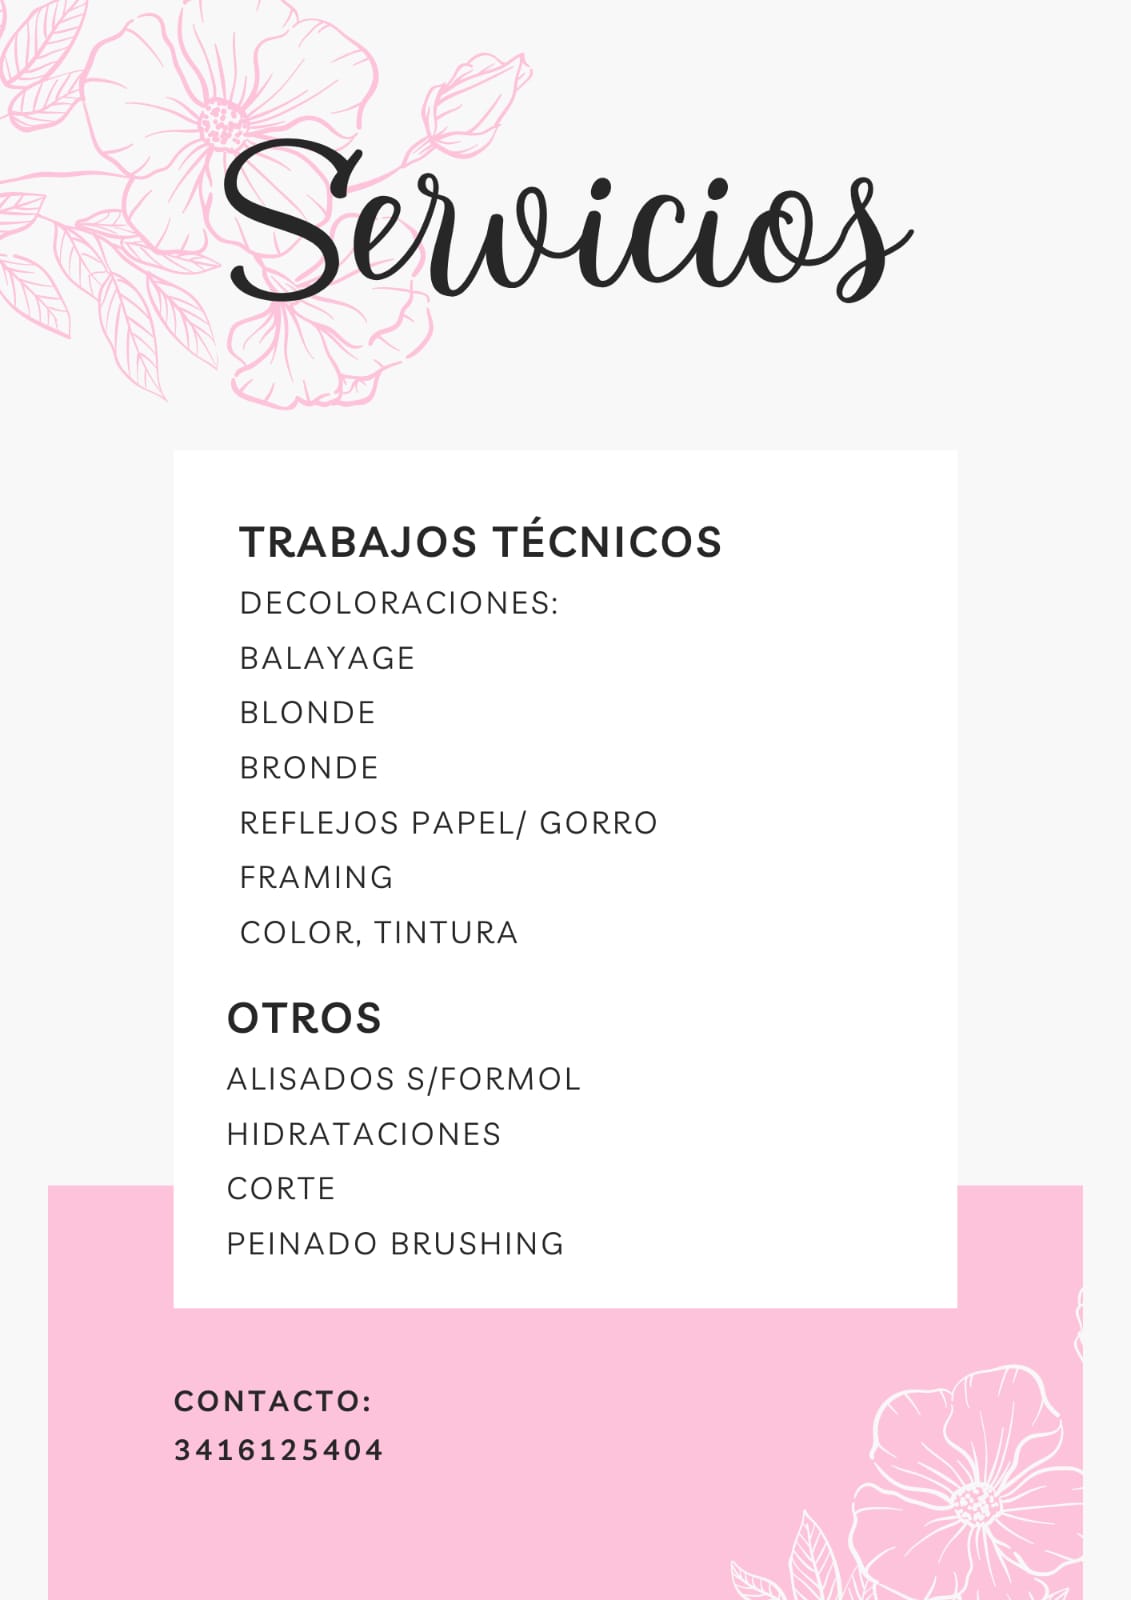 Servicios
TRABAJOS TÉCNICOS
DECOLORACIONES:
BALAYAGE
BLONDE
BRONDE
REFLEJOS PAPEL/ GORRO
FRAMING
COLOR, TINTURA
OTROS
ALISADOS S/FORMOL
HIDRATACIONES
CORTE
PEINADO BRUSHING
CONTACTO:
3416125404